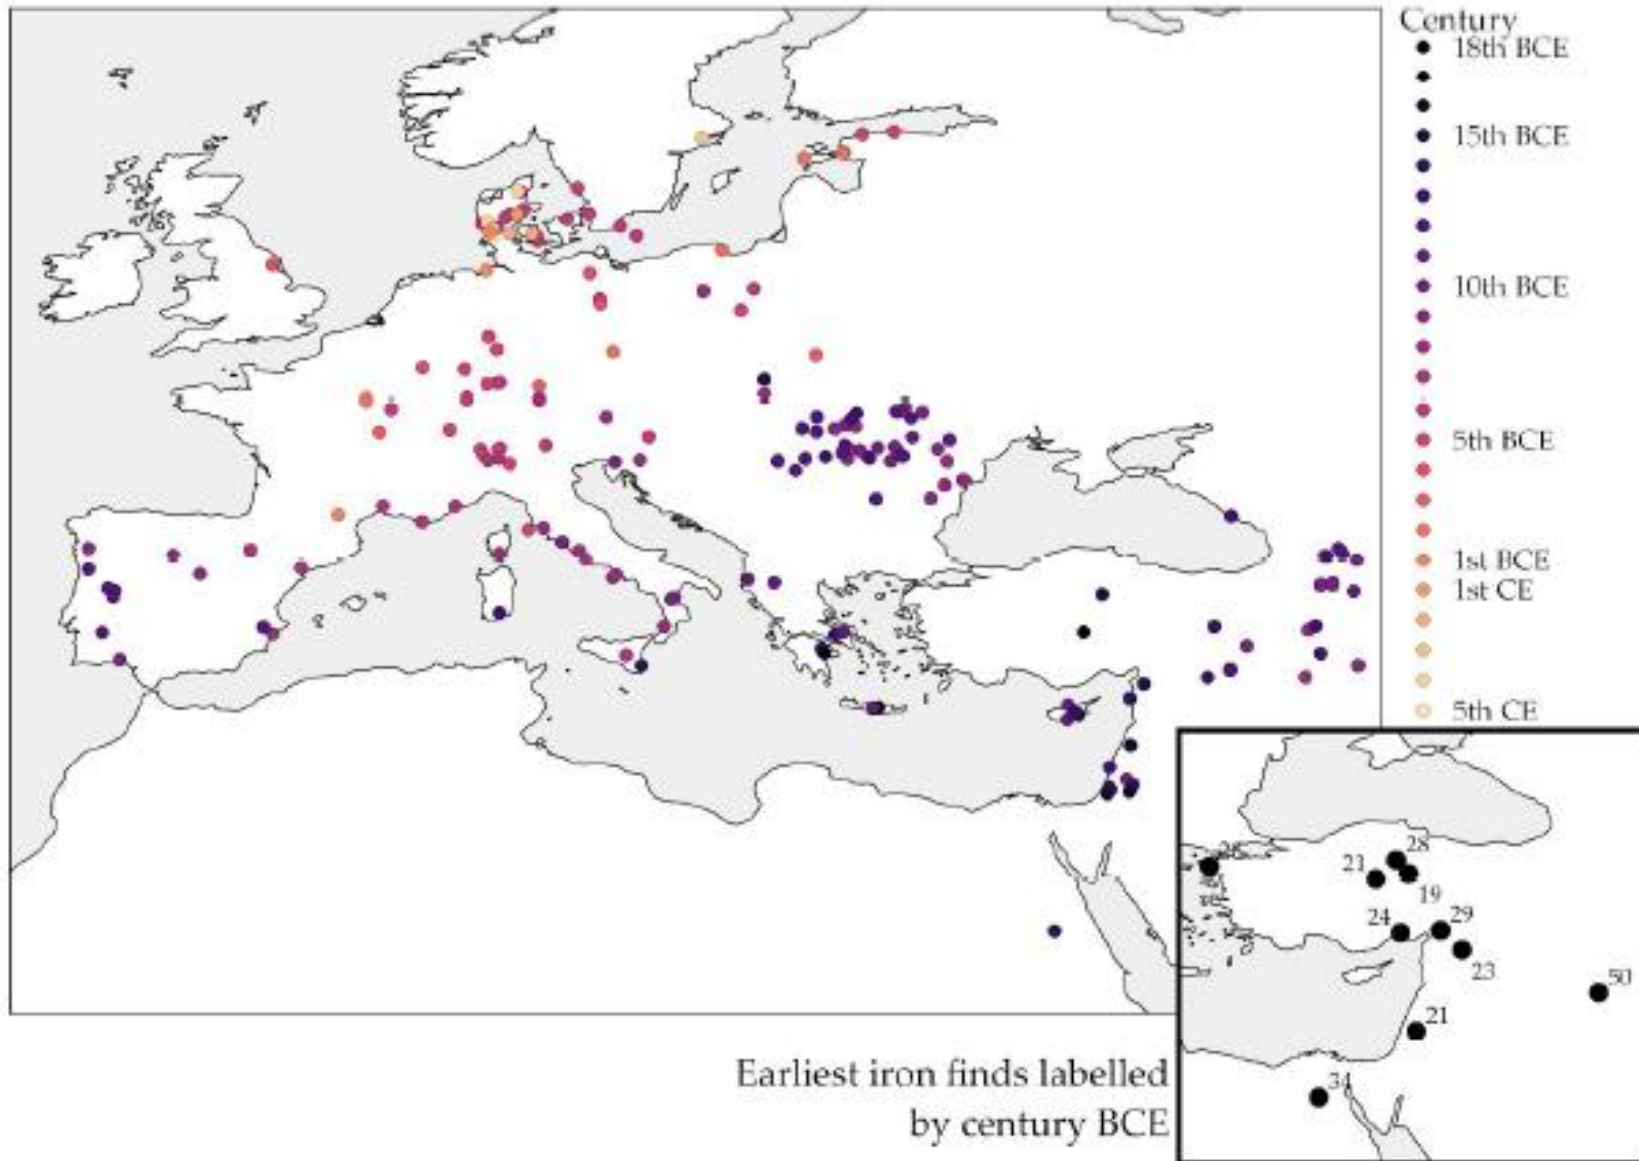 Century
18th BCE
15th BCE
10th BCE
5th BCE
1st BCE
1st CE
5th CE
28
21
19
24
29
23
50
21
34
Earliest iron finds labelled
by century BCE